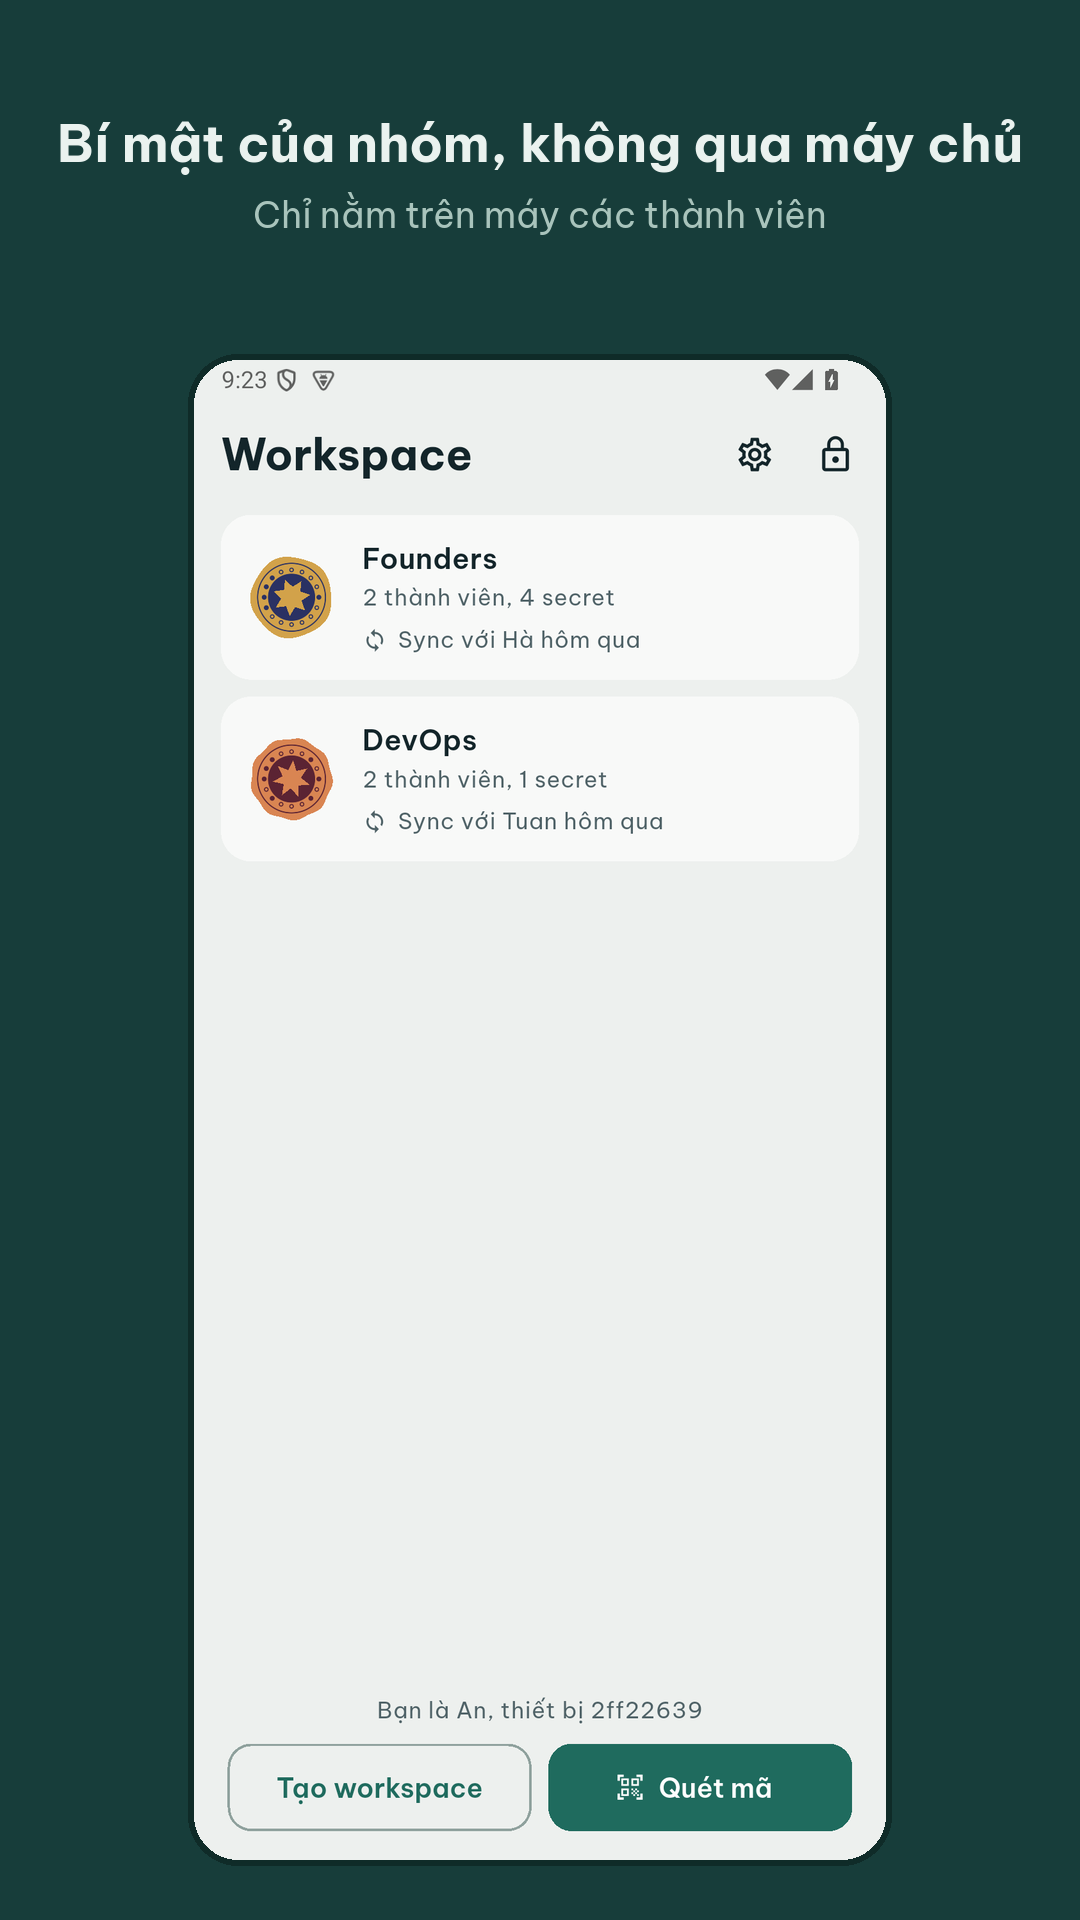 Bí mật của nhóm, không qua máy chủ
Chỉ nằm trên máy các thành viên
9:23
Workspace
Founders
2 thành viên, 4 secret
Sync với Hà hôm qua
DevOps
2 thành viên, 1 secret
Sync với Tuan hôm qua
Bạn là An, thiết bị 2ff22639
Tạo workspace
Quét mã